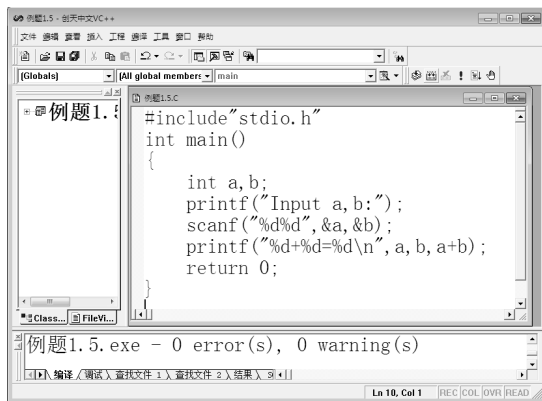 例题1.5 - 剑天中文VC++
文件 编辑 查看 插入 工程 编译 工具 窗口 帮助
(Globals) (All global members main
例题1.5.C
例题1.5
#include"stdio.h"
int main()
{
int a,b;
printf("Input a,b:");
scanf("%d%d",&a,&b);
printf("%d+%d=%d\n",a,b,a+b);
return 0;
}
Class... FileVi...
例题1.5.exe - 0 error(s), 0 warning(s)
编译 调试 查找文件 1 查找文件 2 结果
Ln 10, Col 1 REC COL OVR READ